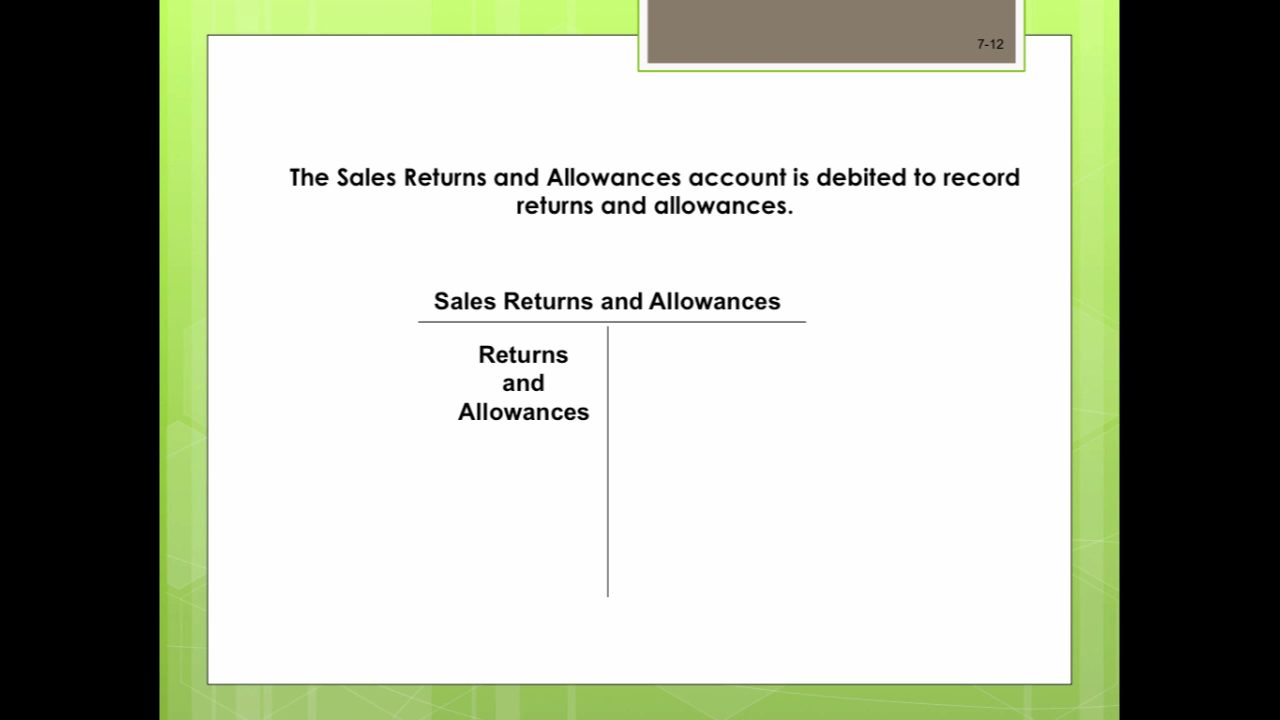 7-12
The Sales Returns and Allowances account is debited to record
returns and allowances.
Sales Returns and Allowances
Returns
and
Allowances